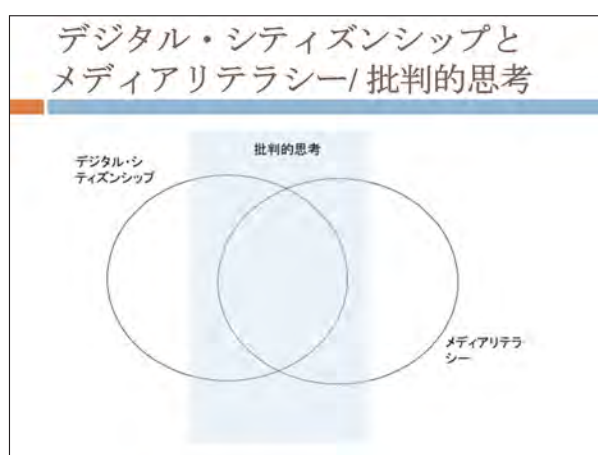 デジタル・シティズンシップと
メディアリテラシー/ 批判的思考
批判的思考
デジタル・シ
ティズンシップ
メディアリテラ
シー